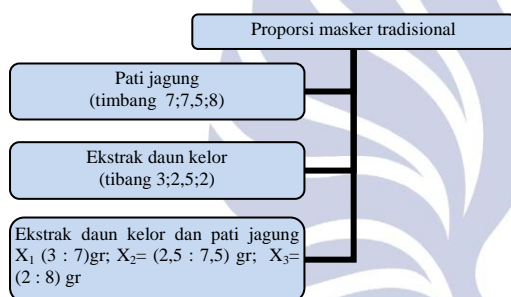 Proporsi masker tradisional
Pati jagung
(timbang 7;7,5;8)
Ekstrak daun kelor
(tibang 3;2,5;2)
Ekstrak daun kelor dan pati jagung
X₁ (3 : 7)gr; X₂= (2,5 : 7,5) gr; X₃=
(2 : 8) gr